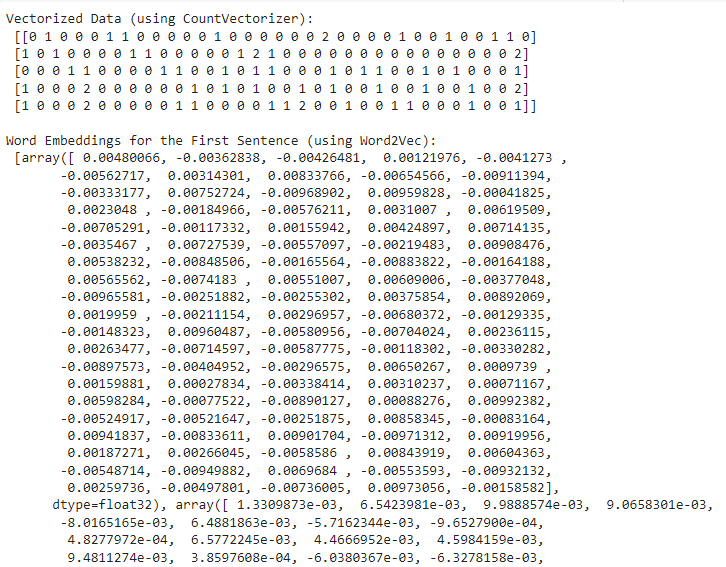 Vectorized Data (using CountVectorizer):
[[0 1 0 0 0 1 1 0 0 0 0 0 1 0 0 0 0 0 2 0 0 0 0 1 0 0 1 0 0 1 1 0]
[1 0 1 0 0 0 0 1 1 0 0 0 0 0 1 2 1 0 0 0 0 0 0 0 0 0 0 0 0 0 0 2]
[0 0 0 1 1 0 0 0 0 1 1 0 0 1 0 1 1 0 0 0 1 0 1 1 0 0 1 0 1 0 0 0 1]
[1 0 0 0 2 0 0 0 0 0 0 1 0 1 0 1 0 0 1 0 1 0 0 1 0 0 1 0 0 1 0 0 2]
[1 0 0 0 2 0 0 0 0 0 1 1 0 0 0 0 1 1 2 0 0 1 0 0 1 1 0 0 0 1 0 0 1]]
Word Embeddings for the First Sentence (using Word2Vec):
[array([ 0.00480066, -0.00362838, -0.00426481, 0.00121976, -0.0041273 ,
-0.00562717, 0.00314301, 0.00833766, -0.00654566, -0.00911394,
-0.00333177, 0.00752724, -0.00968902, 0.00959828, -0.00041825,
0.0023048 , -0.00184966, -0.00576211, 0.0031007 , 0.00619509,
-0.00705291, -0.00117332, 0.00155942, 0.00424897, 0.00714135,
-0.0035467 , 0.00727539, -0.00557097, -0.00219483, 0.00908476,
0.00538232, -0.00848506, -0.00165564, -0.00883822, -0.00164188,
0.00565562, -0.0074183 , 0.00551007, 0.00609006, -0.00377048,
-0.00965581, -0.00251882, -0.00255302, 0.00375854, 0.00892069,
0.0019959 , -0.00211154, 0.00296957, -0.00680372, -0.00129335,
-0.00148323, 0.00960487, -0.00580956, -0.00704024, 0.00236115,
0.00263477, -0.00714597, -0.00587775, -0.00118302, -0.00330282,
-0.00897573, -0.00404952, -0.00296575, 0.00650267, 0.0009739 ,
0.00159881, 0.00027834, -0.00338414, 0.00310237, 0.00071167,
0.00598284, -0.00077522, -0.00890127, 0.00088276, 0.00992382,
-0.00524917, -0.00521647, -0.00251875, 0.00858345, -0.00083164,
0.00941837, -0.00833611, 0.00901704, -0.00971312, 0.00919956,
0.00187271, 0.00266045, -0.0058586 , 0.00843919, 0.00604363,
-0.00548714, -0.00949882, 0.0069684 , -0.00553593, -0.00932132,
0.00259736, -0.00497801, -0.00736005, 0.00973056, -0.00158582],
dtype=float32), array([ 1.3309873e-03, 6.5423981e-03, 9.9888574e-03, 9.0658301e-03,
-8.0165165e-03, 6.4881863e-03, -5.7162344e-03, -9.6527900e-04,
4.8277972e-04, 6.5772245e-03, 4.4666952e-03, 4.5984159e-03,
9.4811274e-03, 3.8597608e-04, -6.0380367e-03, -6.3278158e-03,